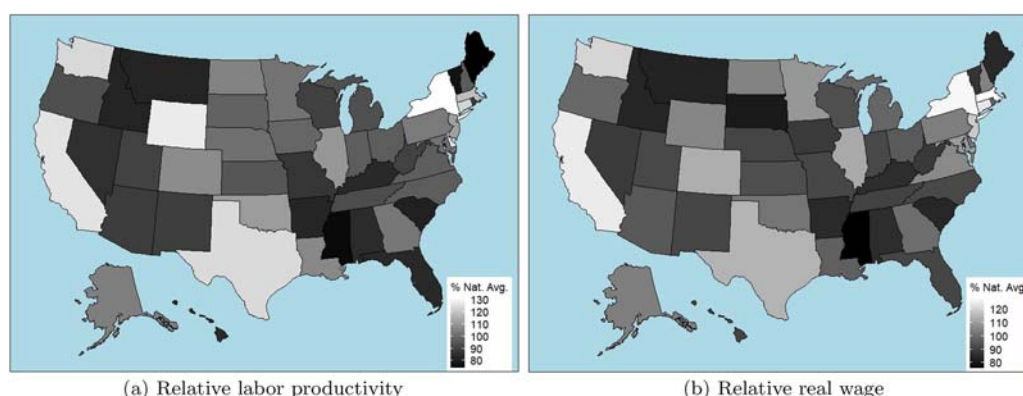 % Nat. Avg.
130
120
110
100
90
80
% Nat. Avg.
120
110
100
90
80
(a) Relative labor productivity
(b) Relative real wage